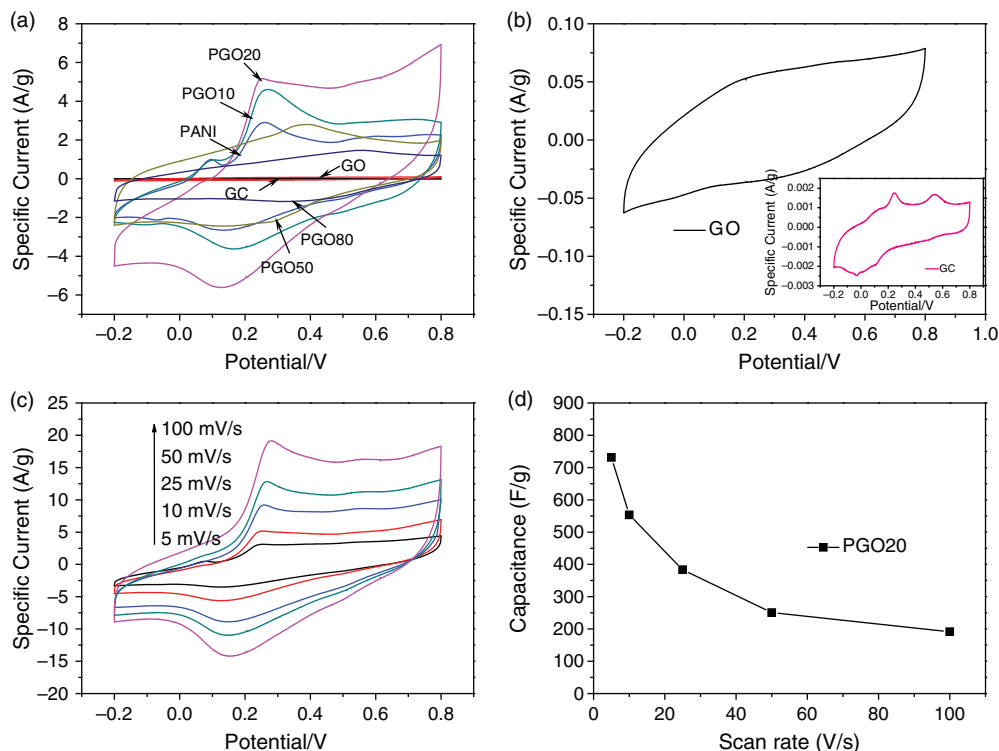 (a)
Specific Current (A/g)
8
6
4
2
0
−2
−4
−6
PGO20
PGO10
PANI
GO
GC
PGO80
PGO50
−0.2 0.0 0.2 0.4 0.6 0.8
Potential/V
(b)
Specific Current (A/g)
0.10
0.05
0.00
−0.05
−0.10
−0.15
GO
Specific Current (A/g)
0.002
0.001
0.000
−0.001
−0.002
−0.003
GC
−0.2 0.0 0.2 0.4 0.6 0.8
Potential/V
−0.2 0.0 0.2 0.4 0.6 0.8 1.0
Potential/V
(c)
Specific Current (A/g)
25
20
15
10
5
0
−5
−10
−15
−20
100 mV/s
50 mV/s
25 mV/s
10 mV/s
5 mV/s
−0.2 0.0 0.2 0.4 0.6 0.8
Potential/V
(d)
Capacitance (F/g)
900
800
700
600
500
400
300
200
100
0
PGO20
0 20 40 60 80 100
Scan rate (V/s)